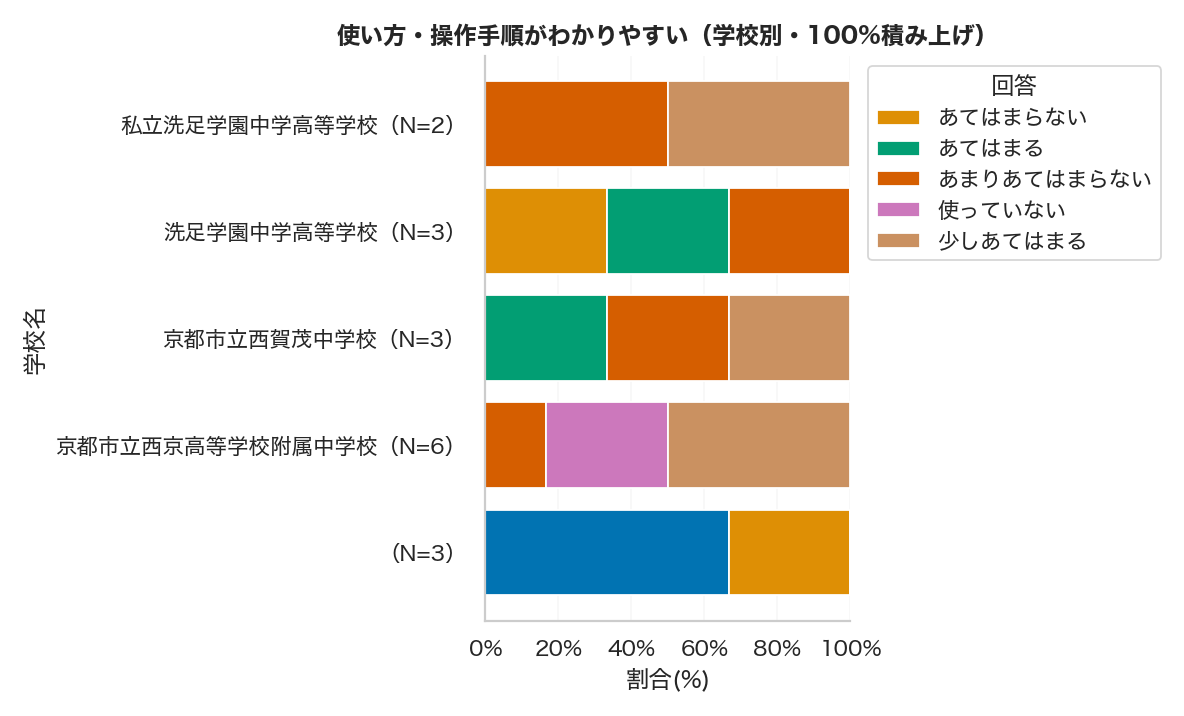 使い方・操作手順がわかりやすい（学校別・100%積み上げ）
学校名
私立洗足学園中学高等学校（N=2）
洗足学園中学高等学校（N=3）
京都市立西賀茂中学校（N=3）
京都市立西京高等学校附属中学校（N=6）
（N=3）
0% 20% 40% 60% 80% 100%
割合(%)
回答
あてはまらない
あてはまる
あまりあてはまらない
使っていない
少しあてはまる